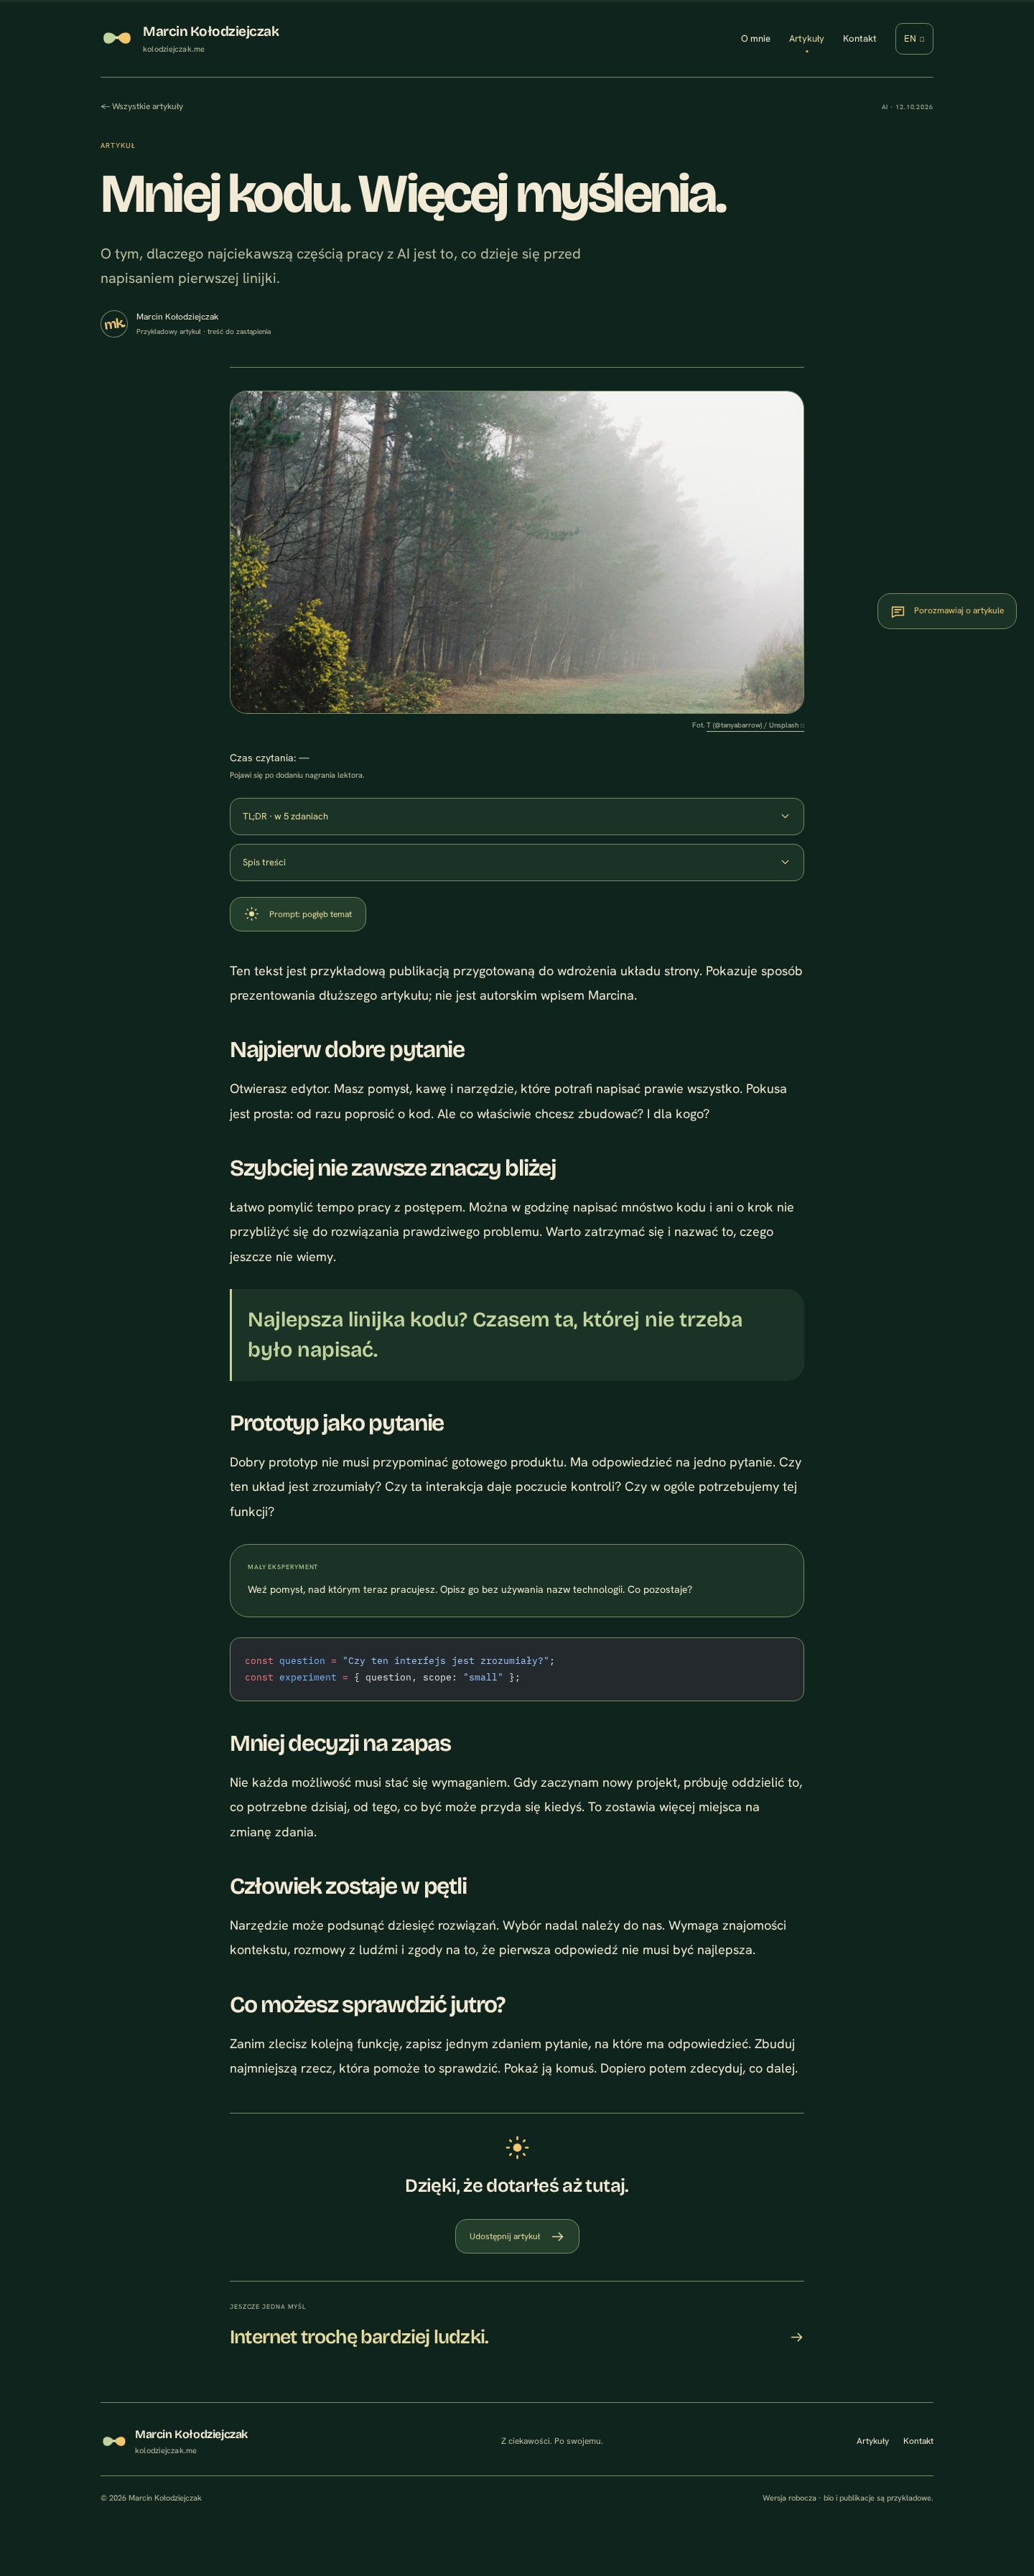 Marcin Kołodziejczak
kolodziejczak.me
O mnie
Artykuły
Kontakt
EN
← Wszystkie artykuły
AI · 12.10.2026
ARTYKUŁ
Mniej kodu. Więcej myślenia.
O tym, dlaczego najciekawszą częścią pracy z AI jest to, co dzieje się przed
napisaniem pierwszej linijki.
mk.
Marcin Kołodziejczak
Przykładowy artykuł · treść do zastąpienia
Porozmawiaj o artykule
Fot. T (@tanyabarrow) / Unsplash
Czas czytania: —
Pojawi się po dodaniu nagrania lektora.
TL;DR · w 5 zdaniach
Spis treści
Prompt: pogłęb temat
Ten tekst jest przykładową publikacją przygotowaną do wdrożenia układu strony. Pokazuje sposób
prezentowania dłuższego artykułu; nie jest autorskim wpisem Marcina.
Najpierw dobre pytanie
Otwierasz edytor. Masz pomysł, kawę i narzędzie, które potrafi napisać prawie wszystko. Pokusa
jest prosta: od razu poprosić o kod. Ale co właściwie chcesz zbudować? I dla kogo?
Szybciej nie zawsze znaczy bliżej
Łatwo pomylić tempo pracy z postępem. Można w godzinę napisać mnóstwo kodu i ani o krok nie
przybliżyć się do rozwiązania prawdziwego problemu. Warto zatrzymać się i nazwać to, czego
jeszcze nie wiemy.
Najlepsza linijka kodu? Czasem ta, której nie trzeba
było napisać.
Prototyp jako pytanie
Dobry prototyp nie musi przypominać gotowego produktu. Ma odpowiedzieć na jedno pytanie. Czy
ten układ jest zrozumiały? Czy ta interakcja daje poczucie kontroli? Czy w ogóle potrzebujemy tej
funkcji?
MAŁY EKSPERYMENT
Weź pomysł, nad którym teraz pracujesz. Opisz go bez używania nazw technologii. Co pozostaje?
const question = "Czy ten interfejs jest zrozumiały?";
const experiment = { question, scope: "small" };
Mniej decyzji na zapas
Nie każda możliwość musi stać się wymaganiem. Gdy zaczynam nowy projekt, próbuję oddzielić to,
co potrzebne dzisiaj, od tego, co być może przyda się kiedyś. To zostawia więcej miejsca na
zmianę zdania.
Człowiek zostaje w pętli
Narzędzie może podsunąć dziesięć rozwiązań. Wybór nadal należy do nas. Wymaga znajomości
kontekstu, rozmowy z ludźmi i zgody na to, że pierwsza odpowiedź nie musi być najlepsza.
Co możesz sprawdzić jutro?
Zanim zlecisz kolejną funkcję, zapisz jednym zdaniem pytanie, na które ma odpowiedzieć. Zbuduj
najmniejszą rzecz, która pomoże to sprawdzić. Pokaż ją komuś. Dopiero potem zdecyduj, co dalej.
Dzięki, że dotarłeś aż tutaj.
Udostępnij artykuł →
JESZCZE JEDNA MYŚL
Internet trochę bardziej ludzki. →
Marcin Kołodziejczak
kolodziejczak.me
Z ciekawości. Po swojemu.
Artykuły
Kontakt
© 2026 Marcin Kołodziejczak
Wersja robocza · bio i publikacje są przykładowe.